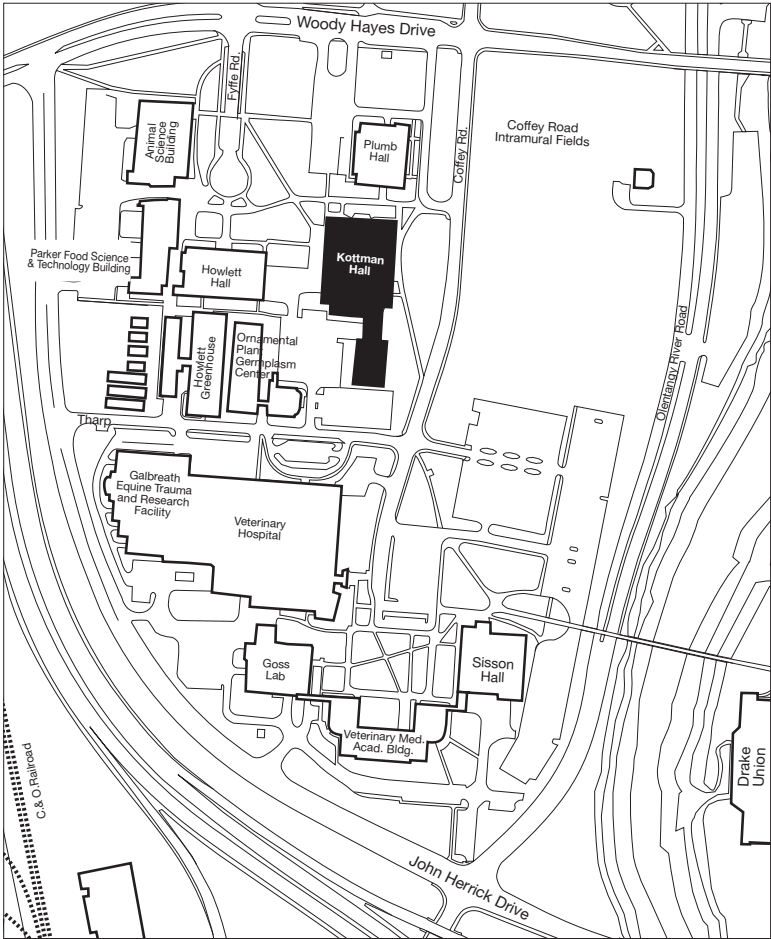 Woody Hayes Drive
Fyffe Rd.
Animal
Science
Building
Plumb
Hall
Coffey Rd.
Coffey Road
Intramural Fields
Parker Food Science
& Technology Building
Howlett
Hall
Kottman
Hall
Howlett
Greenhouse
Ornamental
Plant
Germplasm
Center
Olentangy River Road
Tharp
Galbreath
Equine Trauma
and Research
Facility
Veterinary
Hospital
Goss
Lab
Sisson
Hall
Veterinary Med.
Acad. Bldg.
Drake
Union
C.& O.Railroad
John Herrick Drive